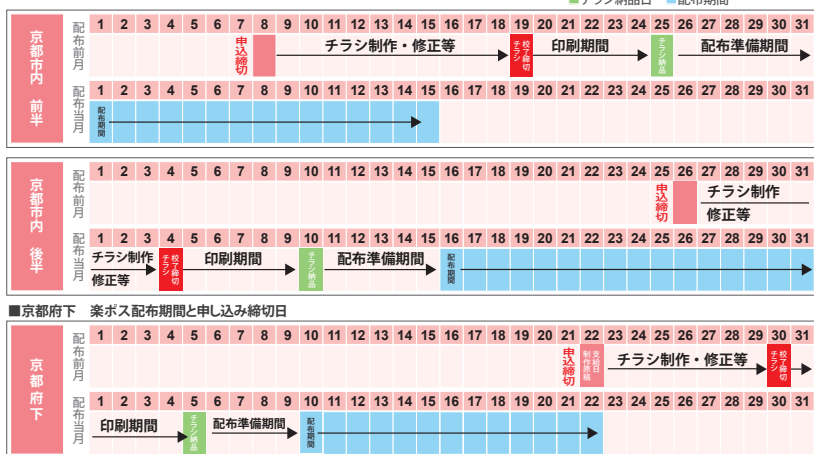 ■チラシ納品日 ■配布期間
京都市内 前半
配布前月
1 2 3 4 5 6 7 8 9 10 11 12 13 14 15 16 17 18 19 20 21 22 23 24 25 26 27 28 29 30 31
申込締切
チラシ制作・修正等
チラシ
校了締切
印刷期間
チラシ納品
配布準備期間
配布当月
1 2 3 4 5 6 7 8 9 10 11 12 13 14 15 16 17 18 19 20 21 22 23 24 25 26 27 28 29 30 31
配布期間
京都市内 後半
配布前月
1 2 3 4 5 6 7 8 9 10 11 12 13 14 15 16 17 18 19 20 21 22 23 24 25 26 27 28 29 30 31
申込締切
チラシ制作
修正等
配布当月
1 2 3 4 5 6 7 8 9 10 11 12 13 14 15 16 17 18 19 20 21 22 23 24 25 26 27 28 29 30 31
チラシ制作
修正等
チラシ
校了締切
印刷期間
チラシ納品
配布準備期間
配布期間
■京都府下 楽ポス配布期間と申し込み締切日
京都府下
配布前月
1 2 3 4 5 6 7 8 9 10 11 12 13 14 15 16 17 18 19 20 21 22 23 24 25 26 27 28 29 30 31
申込締切
制作原稿
支給日
チラシ制作・修正等
チラシ
校了締切
配布当月
1 2 3 4 5 6 7 8 9 10 11 12 13 14 15 16 17 18 19 20 21 22 23 24 25 26 27 28 29 30 31
印刷期間
チラシ納品
配布準備期間
配布期間